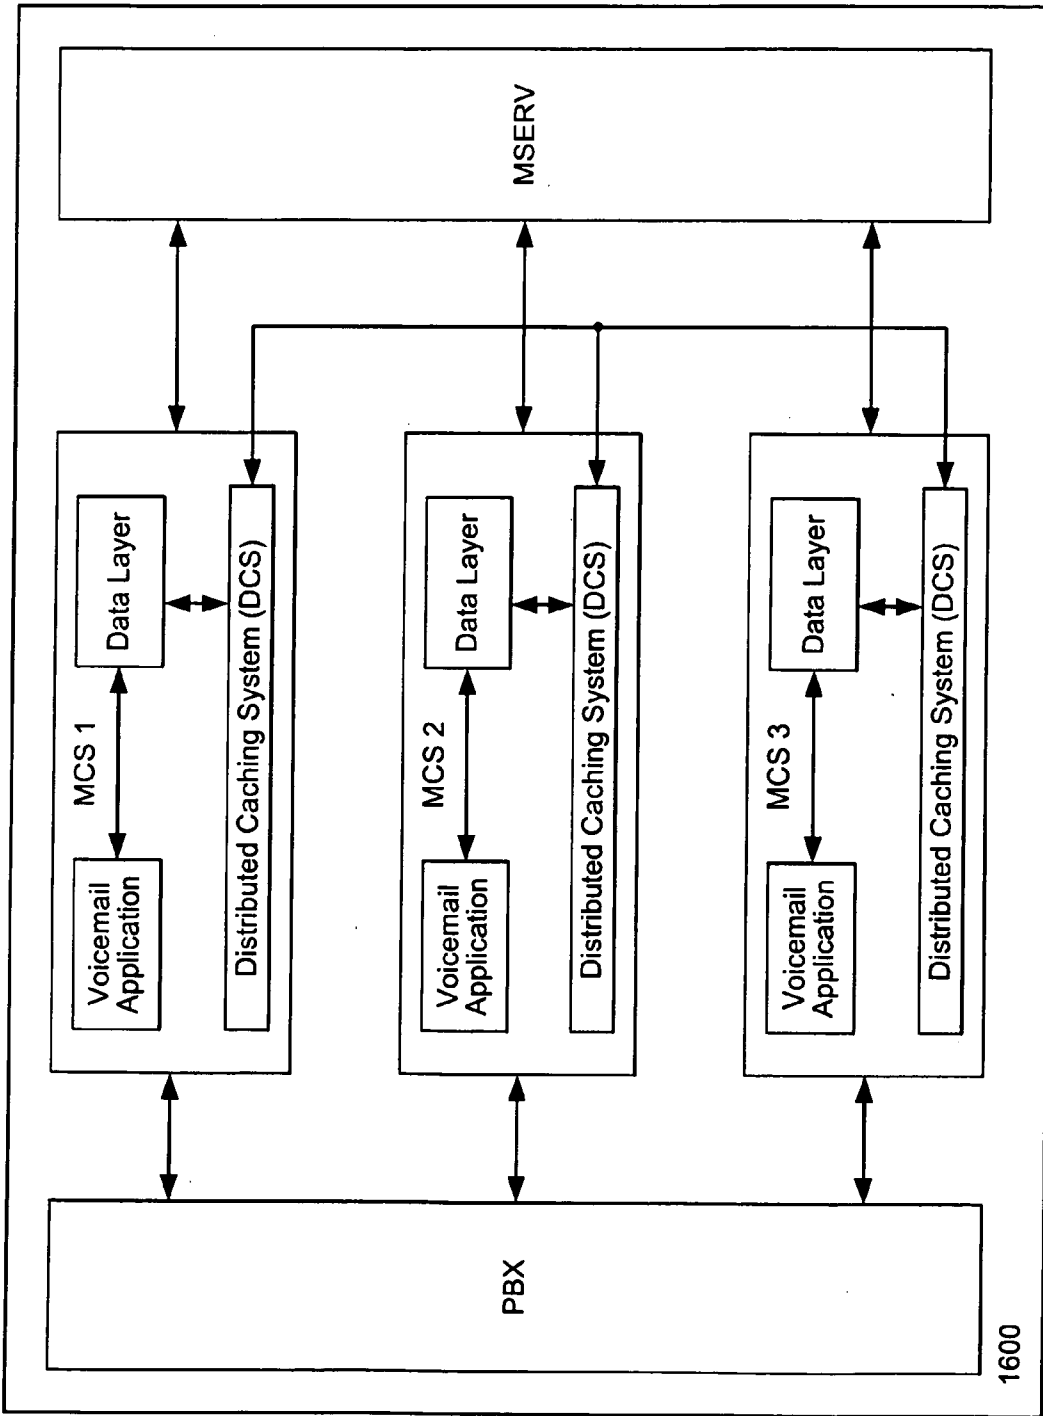 PBX
MCS 1
Voicemail
Application
Data Layer
Distributed Caching System (DCS)
MCS 2
Voicemail
Application
Data Layer
Distributed Caching System (DCS)
MCS 3
Voicemail
Application
Data Layer
Distributed Caching System (DCS)
MSERV
1600